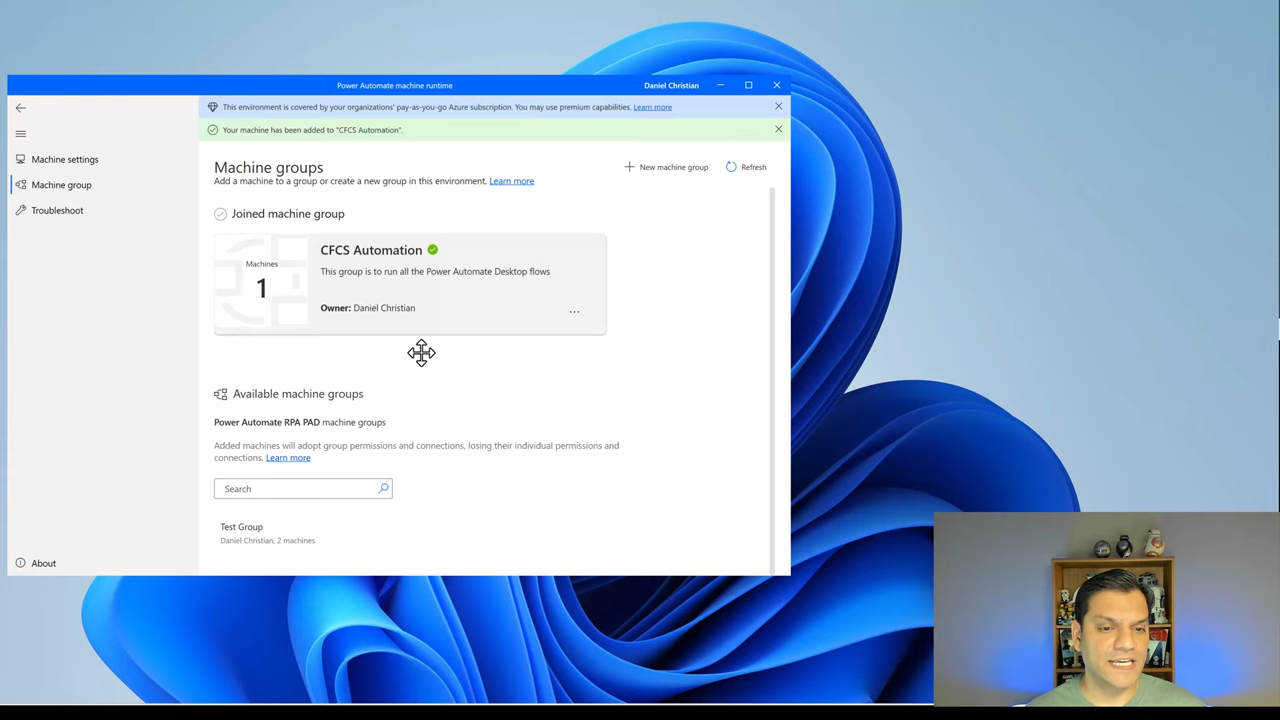 Power Automate machine runtime
Daniel Christian
This environment is covered by your organizations' pay-as-you-go Azure subscription. You may use premium capabilities. Learn more
Your machine has been added to "CFCS Automation".
Machine settings
Machine group
Troubleshoot
About
Machine groups
New machine group
Refresh
Add a machine to a group or create a new group in this environment. Learn more
Joined machine group
Machines
1
CFCS Automation
This group is to run all the Power Automate Desktop flows
Owner: Daniel Christian
...
Available machine groups
Power Automate RPA PAD machine groups
Added machines will adopt group permissions and connections, losing their individual permissions and
connections. Learn more
Search
Test Group
Daniel Christian, 2 machines